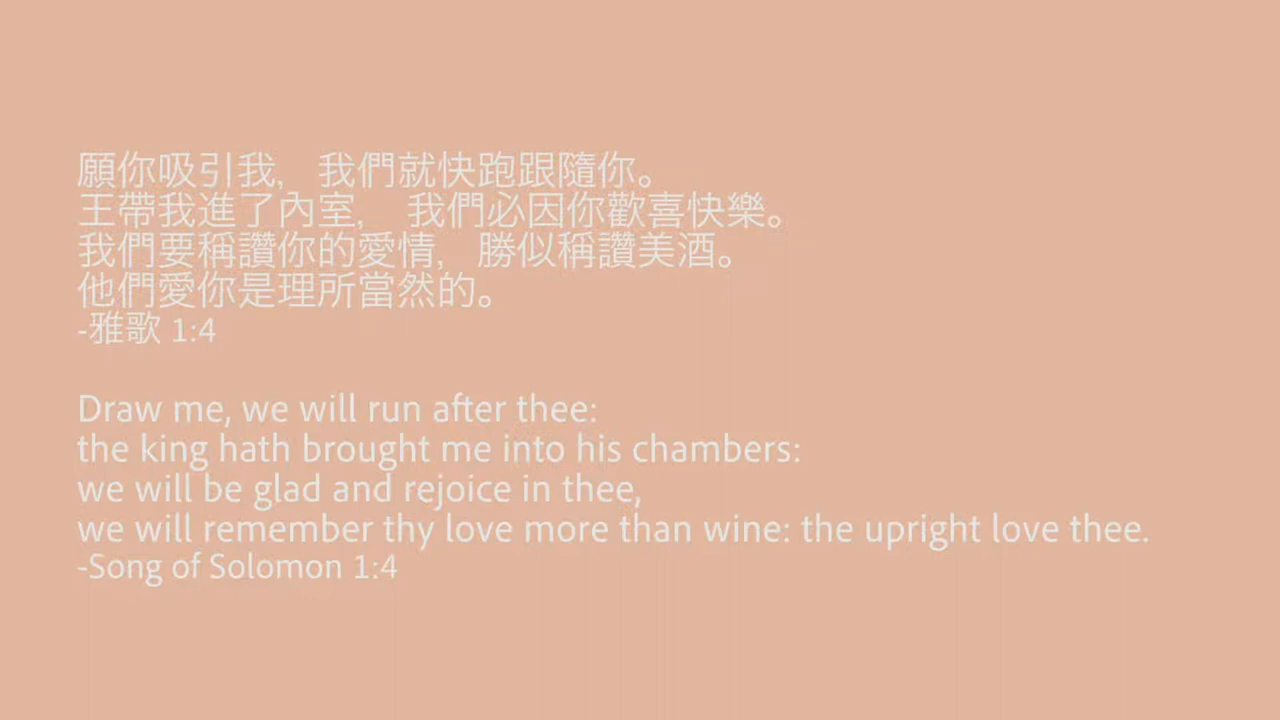 願你吸引我, 我們就快跑跟隨你。
王帶我進了內室, 我們必因你歡喜快樂。
我們要稱讚你的愛情, 勝似稱讚美酒。
他們愛你是理所當然的。
-雅歌 1:4
Draw me, we will run after thee:
the king hath brought me into his chambers:
we will be glad and rejoice in thee,
we will remember thy love more than wine: the upright love thee.
-Song of Solomon 1:4